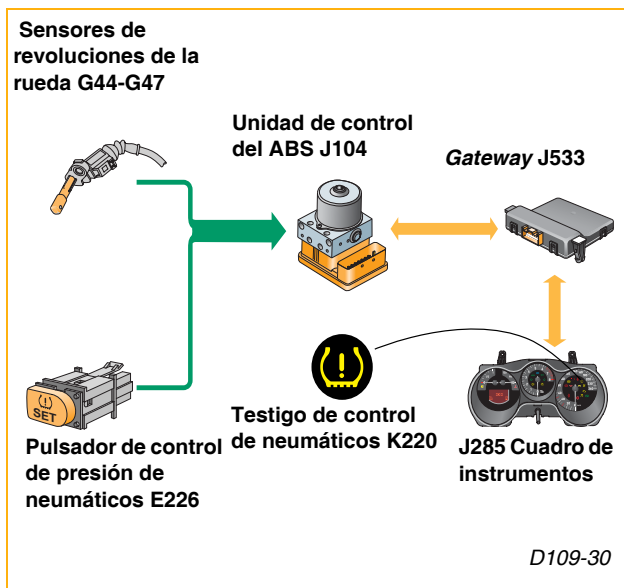 Sensores de
revoluciones de la
rueda G44-G47
Unidad de control
del ABS J104
Gateway J533
SET
Pulsador de control
de presión de
neumáticos E226
Testigo de control
de neumáticos K220
J285 Cuadro de
instrumentos
D109-30